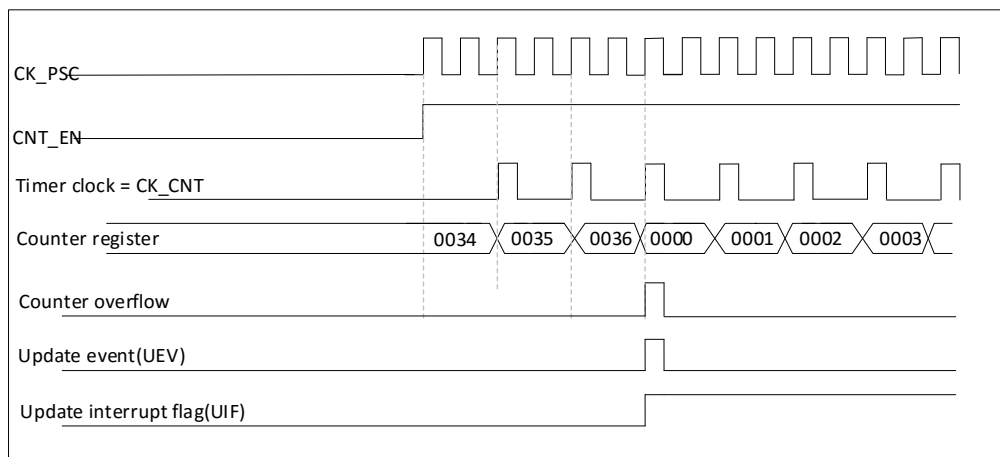 CK_PSC
CNT_EN
Timer clock = CK_CNT
Counter register
0034 0035 0036 0000 0001 0002 0003
Counter overflow
Update event(UEV)
Update interrupt flag(UIF)